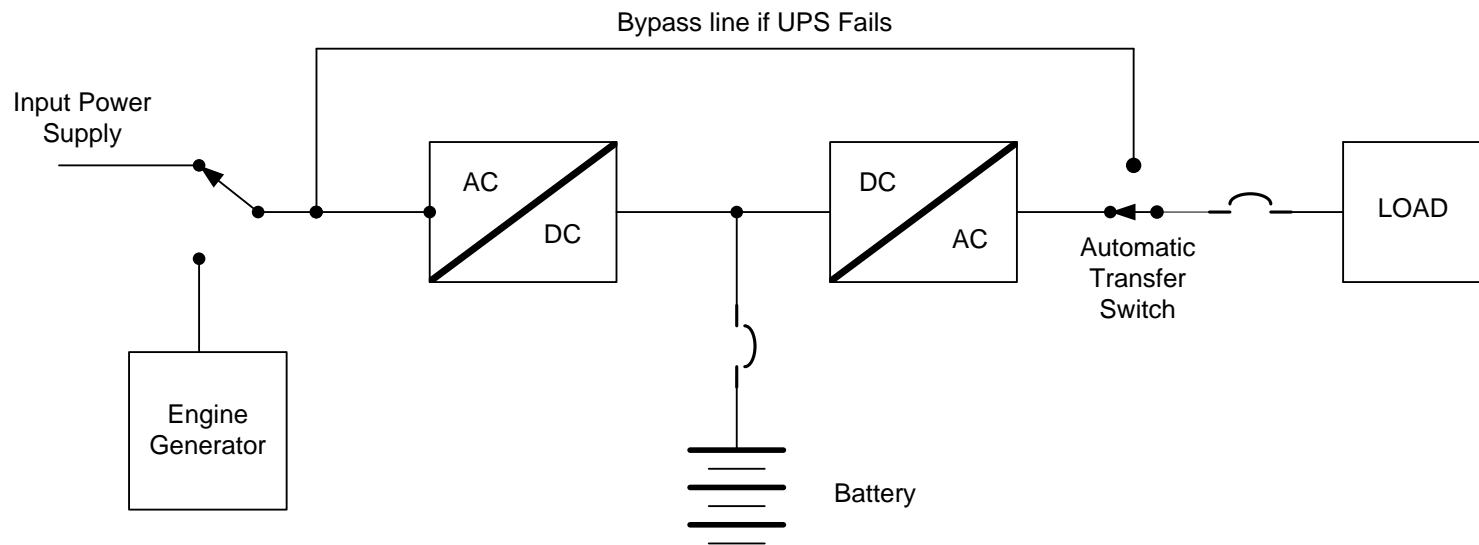 Bypass line if UPS Fails
Input Power
Supply
AC
DC
DC
AC
LOAD
Automatic
Transfer
Switch
Engine
Generator
Battery